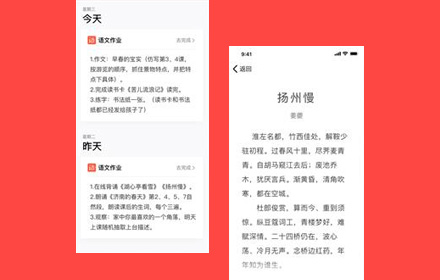 星期三
今天
语文作业
去完成 >
1.作文：早春的宝实（仿写第3、4课，
按游览的顺序、抓住景物特点，并把特
点下具体）。
2.完成读书卡《苦儿流浪记》读完。
3.练字：书法纸一张。（读书卡和书法
纸都已经发给孩子了）
星期二
昨天
语文作业
去完成 >
1.在线背诵《湖心亭看雪》《扬州慢》。
2.朗诵《济南的春天》第2、4、5、7自
然段，朗读课后的生词，每个三遍。
3.观察：家中你最喜欢的一个角落，明天
上课随机抽取上台描述。
9:41
返回
扬州慢
姜夔
淮左名都，竹西佳处，解鞍少
驻初程。过春风十里，尽荠麦青
青。自胡马窥江去后；废池乔
木，犹厌言兵。渐黄昏，清角吹
寒，都在空城。
杜郎俊赏，算而今、重到须
惊。纵豆蔻词工，青楼梦好，难
赋深情。二十四桥仍在，波心
荡、冷月无声。念桥边红药，年
年知为谁生。